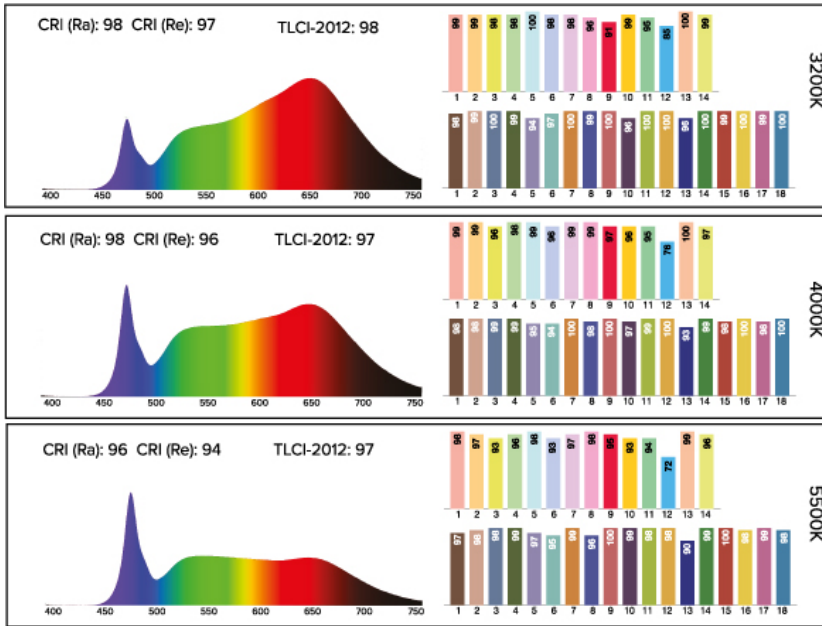 CRI (Ra): 98 CRI (Re): 97 TLCI-2012: 98
99 99 98 98 100 98 98 96 91 99 95 85 100 99
1 2 3 4 5 6 7 8 9 10 11 12 13 14
98 99 100 99 94 97 100 99 100 96 100 100 96 100 99 100 99 100
1 2 3 4 5 6 7 8 9 10 11 12 13 14 15 16 17 18
400 450 500 550 600 650 700 750
3200K
CRI (Ra): 98 CRI (Re): 96 TLCI-2012: 97
99 99 96 98 99 96 99 99 97 96 95 78 100 97
1 2 3 4 5 6 7 8 9 10 11 12 13 14
98 98 99 99 95 94 100 98 100 97 99 100 93 99 98 100 98 100
1 2 3 4 5 6 7 8 9 10 11 12 13 14 15 16 17 18
400 450 500 550 600 650 700 750
4000K
CRI (Ra): 96 CRI (Re): 94 TLCI-2012: 97
98 97 93 96 98 93 97 98 95 93 94 72 99 96
1 2 3 4 5 6 7 8 9 10 11 12 13 14
97 98 98 99 97 95 99 96 100 99 98 98 90 99 100 98 99 98
1 2 3 4 5 6 7 8 9 10 11 12 13 14 15 16 17 18
400 450 500 550 600 650 700 750
5500K